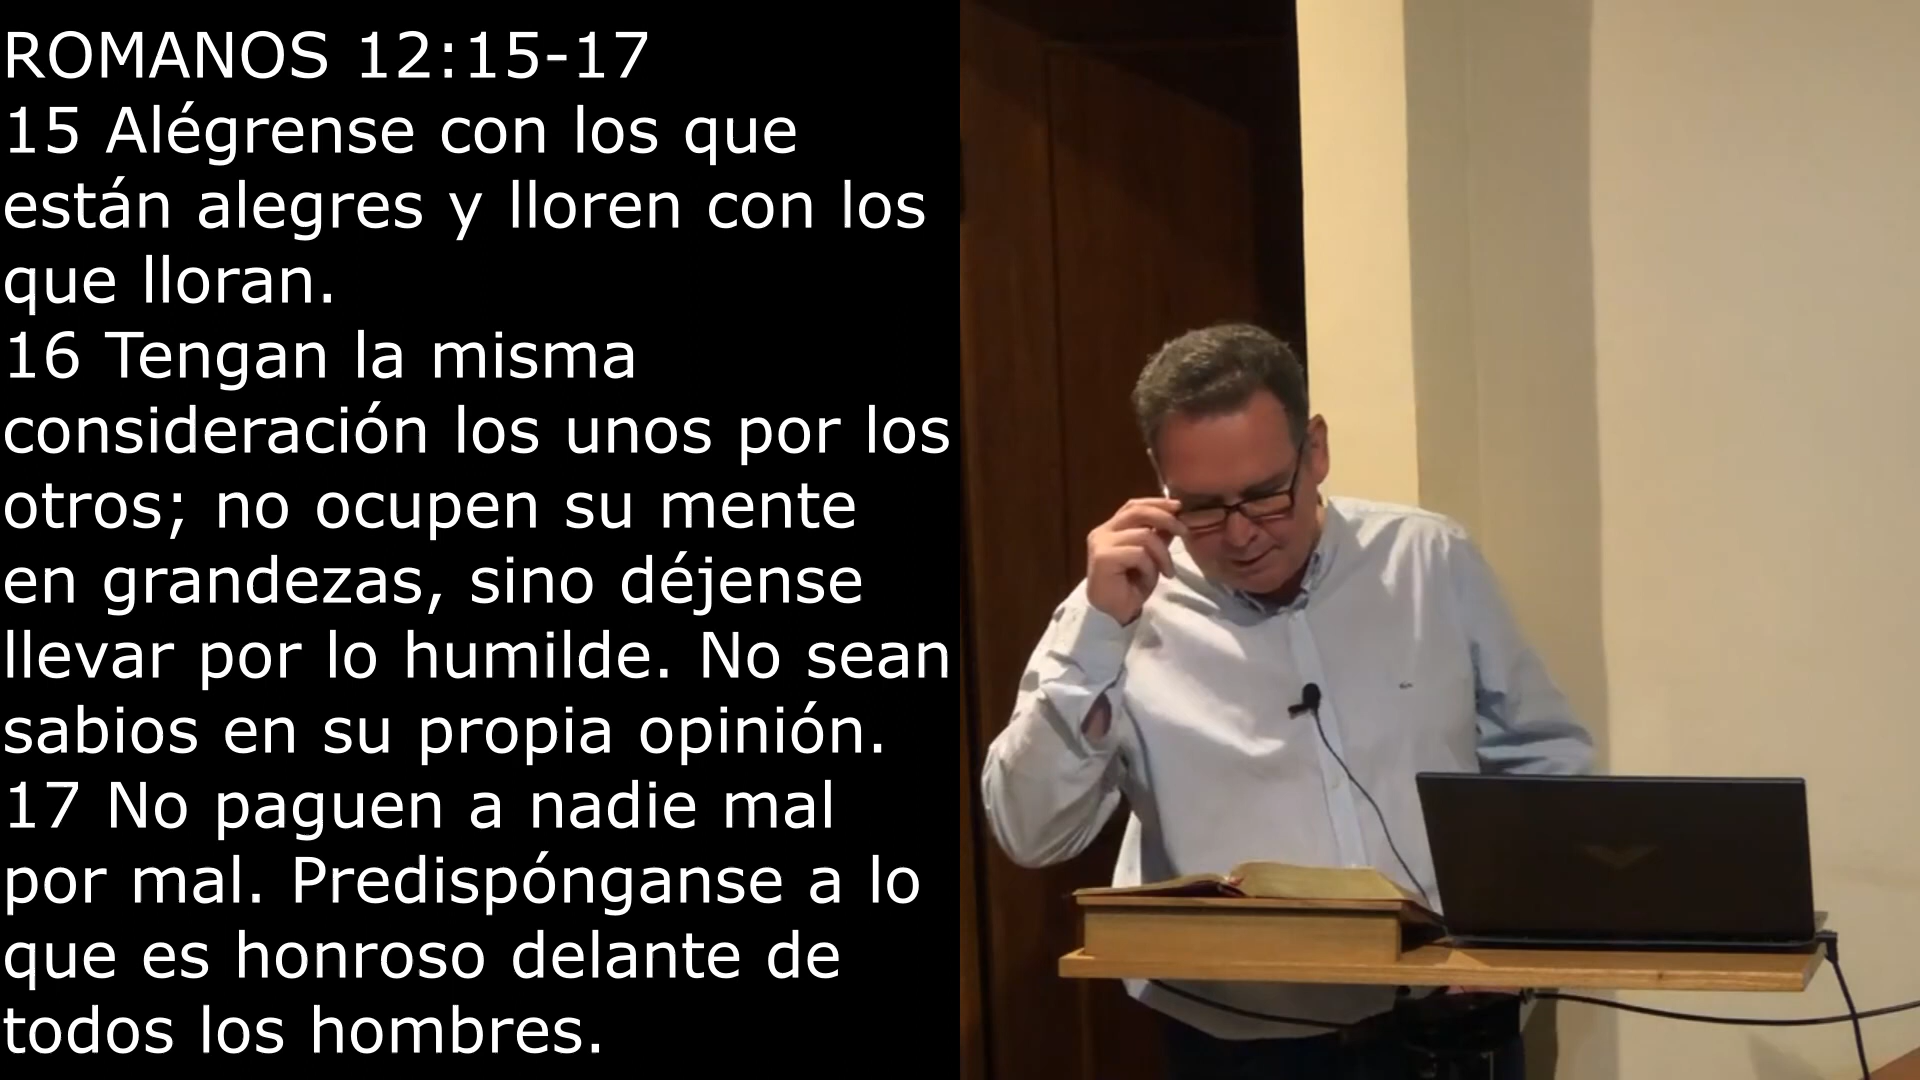 ROMANOS 12:15-17
15 Alégrense con los que
están alegres y lloren con los
que lloran.
16 Tengan la misma
consideración los unos por los
otros; no ocupen su mente
en grandezas, sino déjense
llevar por lo humilde. No sean
sabios en su propia opinión.
17 No paguen a nadie mal
por mal. Predispónganse a lo
que es honroso delante de
todos los hombres.